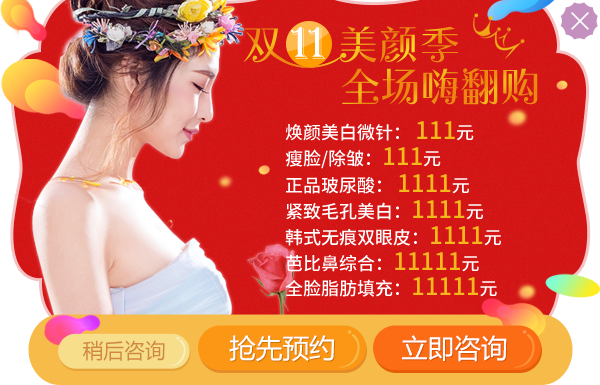 双11美颜季
全场嗨翻购
焕颜美白微针：111元
瘦脸/除皱：111元
正品玻尿酸：1111元
紧致毛孔美白：1111元
韩式无痕双眼皮：1111元
芭比鼻综合：11111元
全脸脂肪填充：11111元
稍后咨询 抢先预约 立即咨询